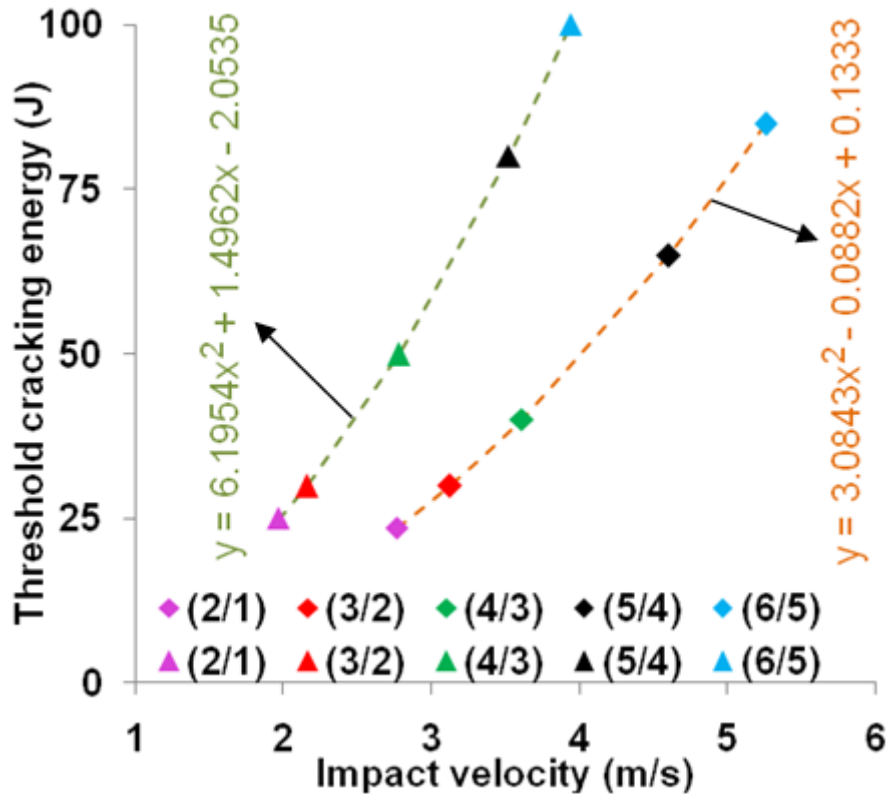 Threshold cracking energy (J)
100
75
50
25
0
y = 6.1954x² + 1.4962x - 2.0535
y = 3.0843x² - 0.0882x + 0.1333
(2/1) (3/2) (4/3) (5/4) (6/5)
(2/1) (3/2) (4/3) (5/4) (6/5)
1 2 3 4 5 6
Impact velocity (m/s)